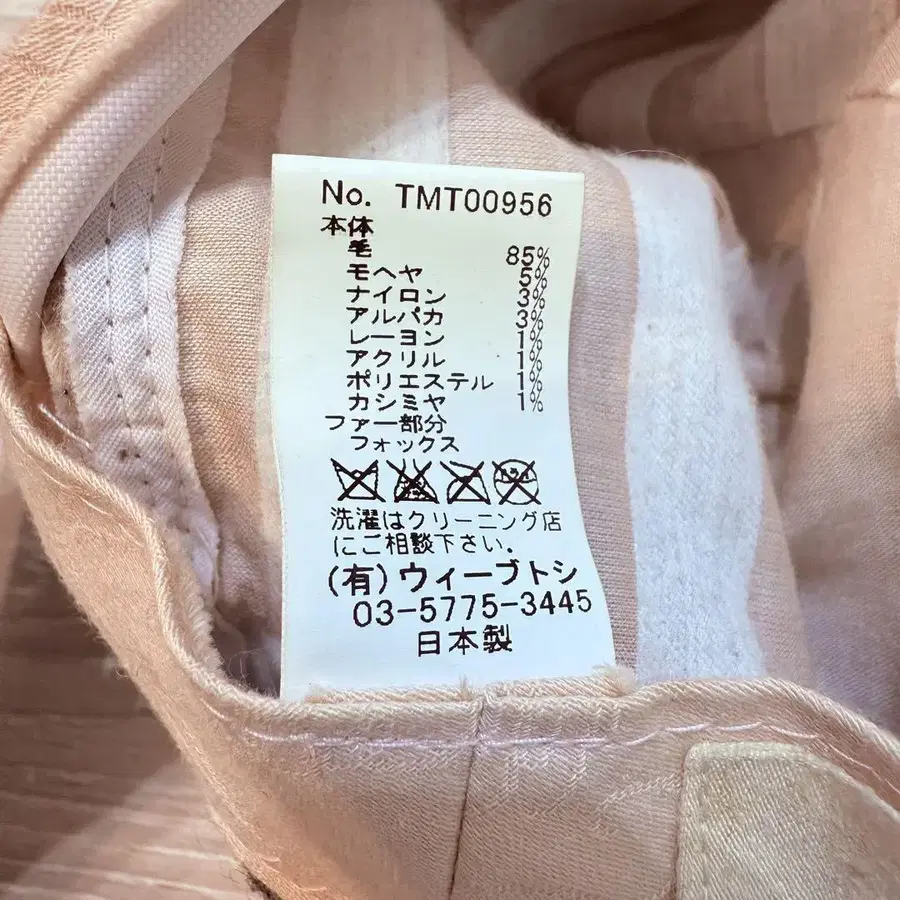 No. TMT00956
本体
毛 85%
モヘヤ 5%
ナイロン 3%
アルパカ 3%
レーヨン 1%
アクリル 1%
ポリエステル 1%
カシミヤ 1%
ファー部分
フォックス
洗濯はクリーニング店
にご相談下さい.
(有)ウィーブトシ
03-5775-3445
日本製